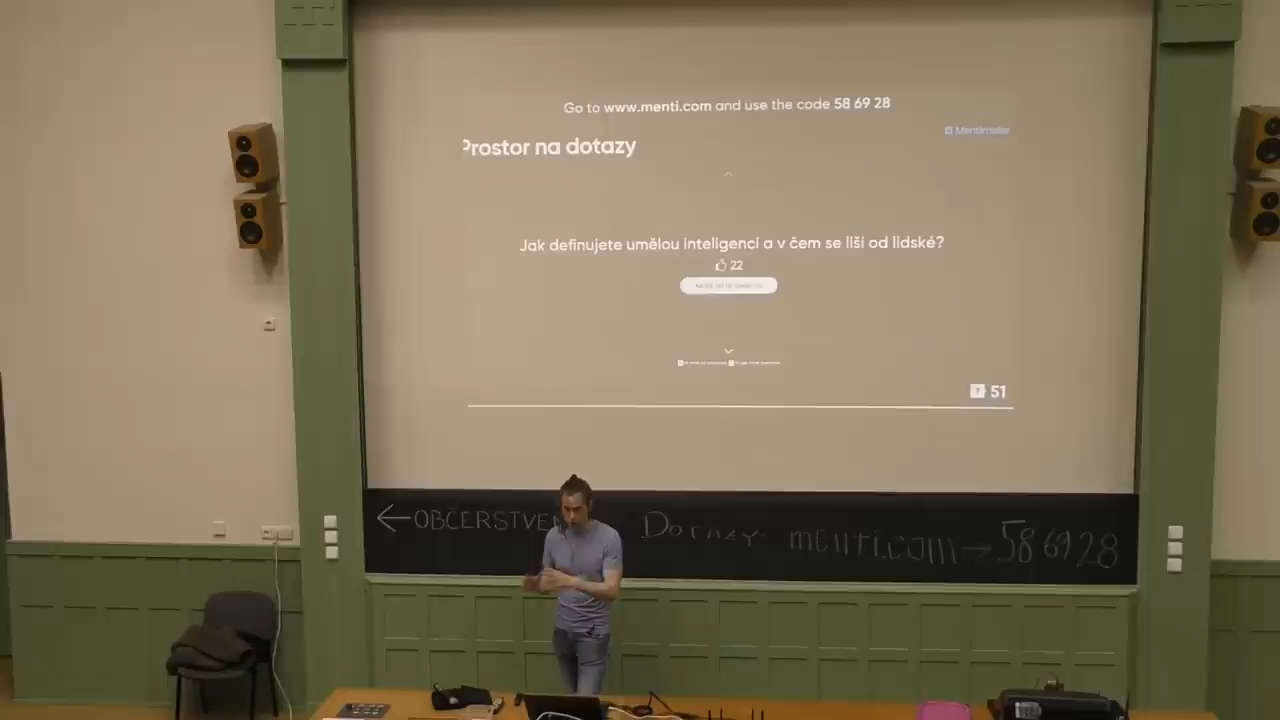 Go to www.menti.com and use the code 58 69 28
Mentimeter
Prostor na dotazy
Jak definujete umělou inteligenci a v čem se liší od lidské?
22
? 51
← OBČERSTVE
Dotazy: menti.com → 58 69 28